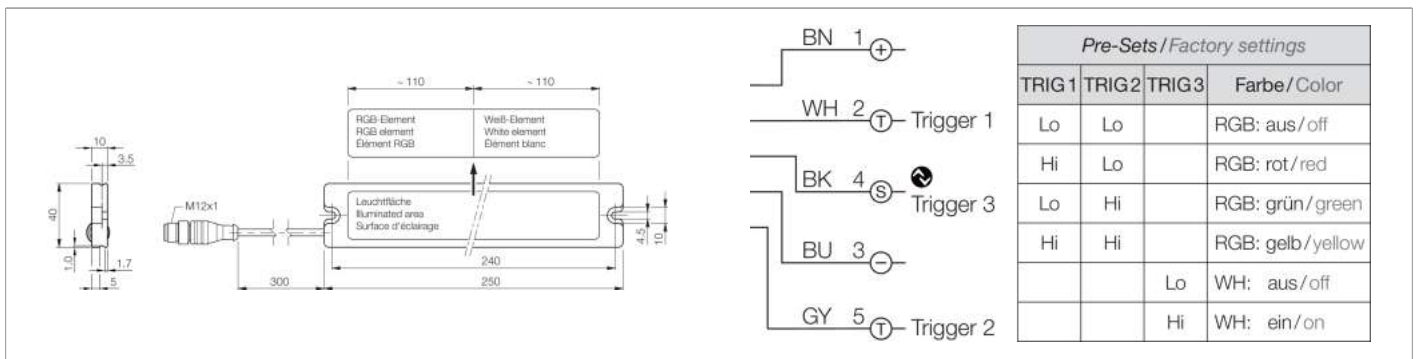 ~ 110
~ 110
RGB-Element
RGB element
Élément RGB
Weiß-Element
White element
Élement blanc
10
3.5
40
1.0
1.7
5
M12x1
Leuchtfläche
Illuminated area
Surface d'éclairage
4.5
10
240
300
250
BN 1 +
WH 2 T Trigger 1
BK 4 S
Trigger 3
BU 3 −
GY 5 T Trigger 2
Pre-Sets/Factory settings
TRIG1 TRIG2 TRIG3 Farbe/Color
Lo Lo RGB: aus/off
Hi Lo RGB: rot/red
Lo Hi RGB: grün/green
Hi Hi RGB: gelb/yellow
Lo WH: aus/off
Hi WH: ein/on